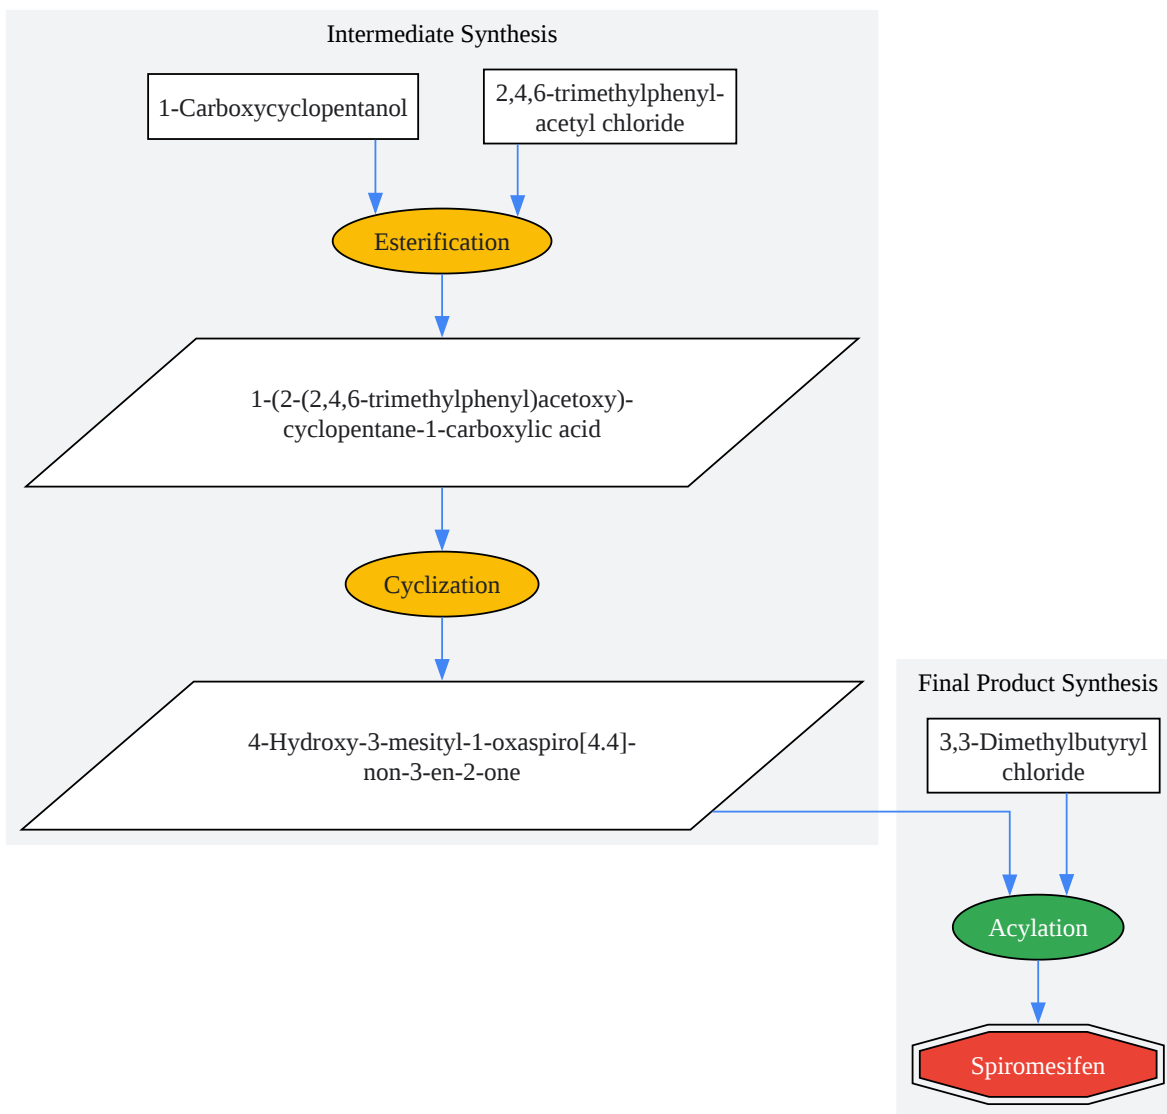 Intermediate Synthesis
1-Carboxycyclopentanol
2,4,6-trimethylphenyl-
acetyl chloride
Esterification
1-(2-(2,4,6-trimethylphenyl)acetoxy)-
cyclopentane-1-carboxylic acid
Cyclization
4-Hydroxy-3-mesityl-1-oxaspiro[4.4]-
non-3-en-2-one
Final Product Synthesis
3,3-Dimethylbutyryl
chloride
Acylation
Spiromesifen